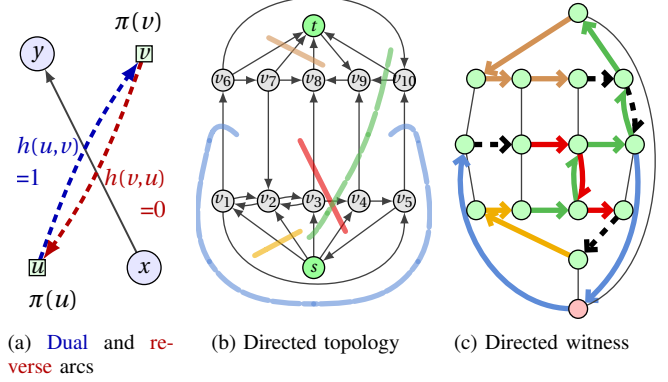 π(v)
y
v
h(u,v)
=1
h(v,u)
=0
u
x
π(u)
t
v6 v7 v8 v9 v10
v1 v2 v3 v4 v5
s
(a) Dual and re-
verse arcs
(b) Directed topology
(c) Directed witness